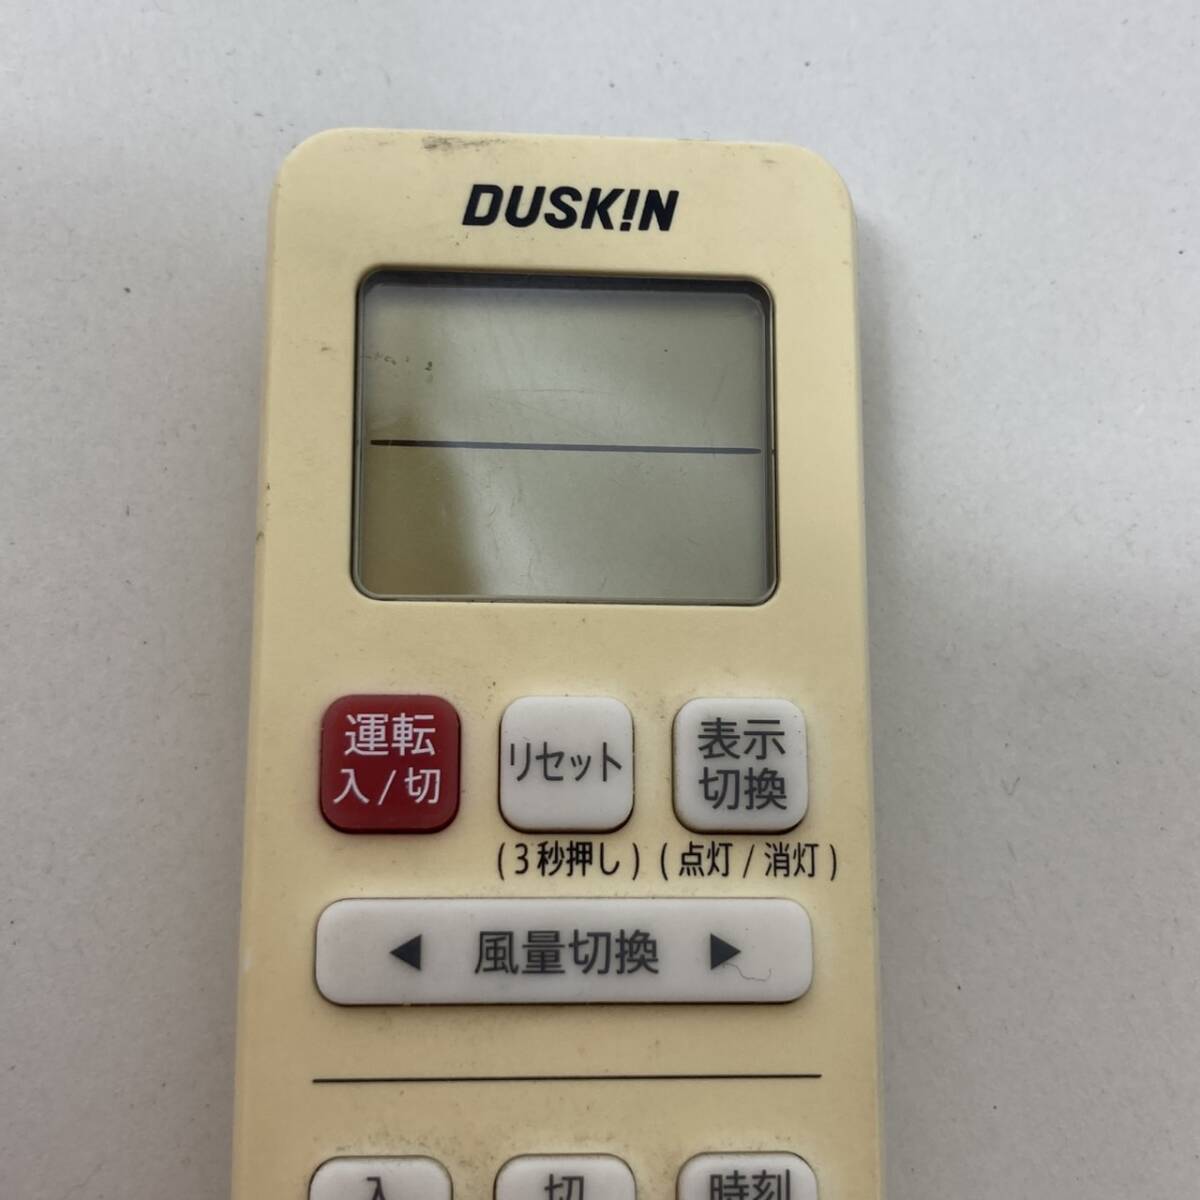 DUSK!N
運転
入/切
リセット
表示
切換
(3秒押し)
(点灯/消灯)
◀ 風量切換 ▶
入
切
時刻